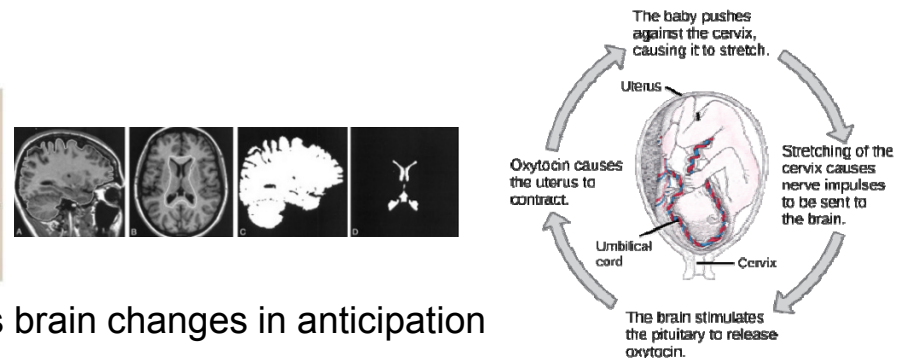 The baby pushes
against the cervix,
causing it to stretch.
Uterus
Stretching of the
cervix causes
nerve impulses
to be sent to
the brain.
Oxytocin causes
the uterus to
contract.
Umbilical
cord
Cervix
The brain stimulates
the pituitary to release
oxytocin.
A
B
C
D
s brain changes in anticipation